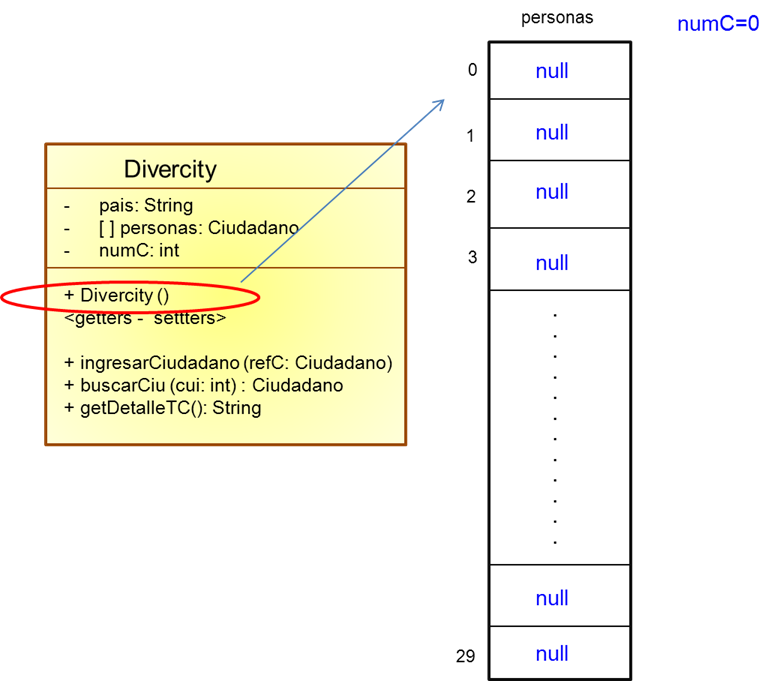 Divercity
- pais: String
- [ ] personas: Ciudadano
- numC: int
+ Divercity ()
<getters - settters>
+ ingresarCiudadano (refC: Ciudadano)
+ buscarCiu (cui: int) : Ciudadano
+ getDetalleTC(): String
personas
numC=0
0 null
1 null
2 null
3 null
.
.
.
.
.
.
.
.
.
.
.
.
null
29 null